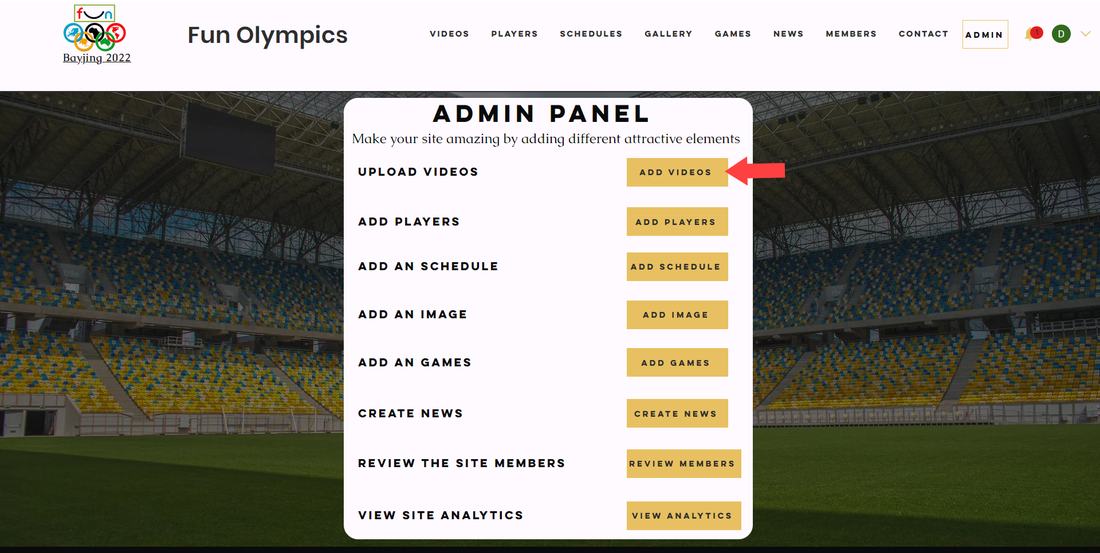 fun
Bayjing 2022
Fun Olympics
VIDEOS PLAYERS SCHEDULES GALLERY GAMES NEWS MEMBERS CONTACT ADMIN D
ADMIN PANEL
Make your site amazing by adding different attractive elements
UPLOAD VIDEOS ADD VIDEOS
ADD PLAYERS ADD PLAYERS
ADD AN SCHEDULE ADD SCHEDULE
ADD AN IMAGE ADD IMAGE
ADD AN GAMES ADD GAMES
CREATE NEWS CREATE NEWS
REVIEW THE SITE MEMBERS REVIEW MEMBERS
VIEW SITE ANALYTICS VIEW ANALYTICS